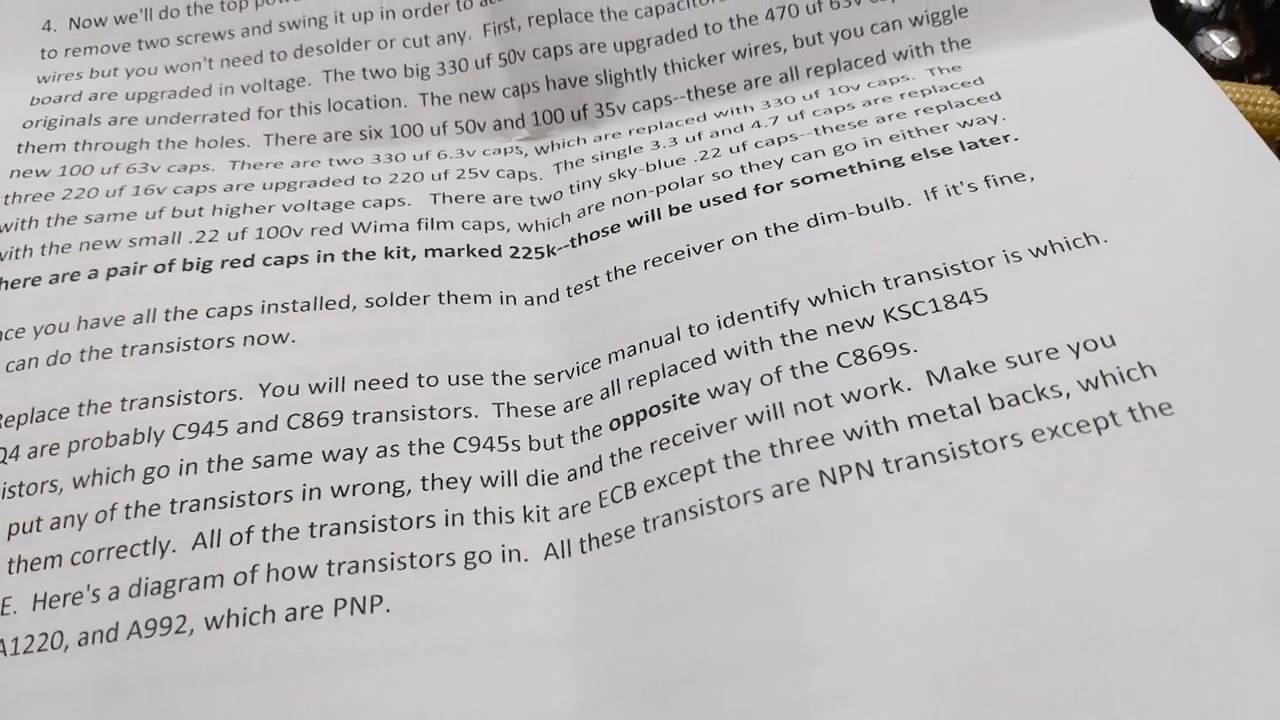 4. Now we'll do the top
to remove two screws and swing it up in order to
wires but you won't need to desolder or cut any. First, replace the
board are upgraded in voltage. The two big 330 uf 50v caps are upgraded to the 470 uf 63v
originals are underrated for this location. The new caps have slightly thicker wires, but you can wiggle
them through the holes. There are six 100 uf 50v and 100 uf 35v caps--these are all replaced with the
new 100 uf 63v caps. There are two 330 uf 6.3v caps, which are replaced with 330 uf 10v caps. The
three 220 uf 16v caps are upgraded to 220 uf 25v caps. The single 3.3 uf and 4.7 uf caps are replaced
with the same uf but higher voltage caps. There are two tiny sky-blue .22 uf caps--these are replaced
with the new small .22 uf 100v red Wima film caps, which are non-polar so they can go in either way.
here are a pair of big red caps in the kit, marked 225k--those will be used for something else later.
nce you have all the caps installed, solder them in and test the receiver on the dim-bulb. If it's fine,
can do the transistors now.
Replace the transistors. You will need to use the service manual to identify which transistor is which.
Q4 are probably C945 and C869 transistors. These are all replaced with the new KSC1845
istors, which go in the same way as the C945s but the opposite way of the C869s.
put any of the transistors in wrong, they will die and the receiver will not work. Make sure you
them correctly. All of the transistors in this kit are ECB except the three with metal backs, which
E. Here's a diagram of how transistors go in. All these transistors are NPN transistors except the
A1220, and A992, which are PNP.